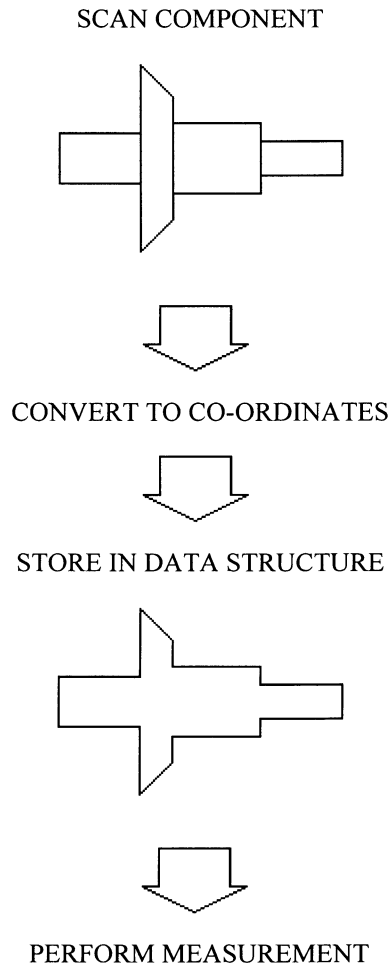 SCAN COMPONENT
CONVERT TO CO-ORDINATES
STORE IN DATA STRUCTURE
PERFORM MEASUREMENT